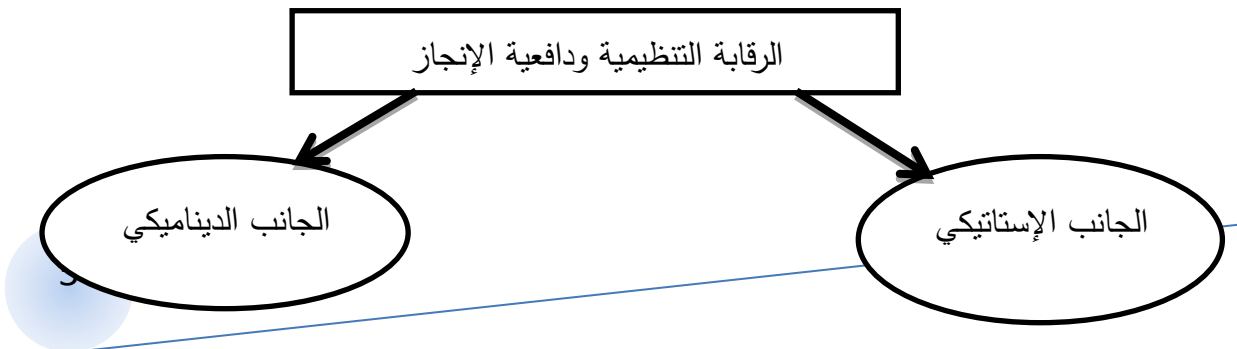 الرقابة التنظيمية ودافعية الإنجاز
الجانب الإستاتيكي
الجانب الديناميكي